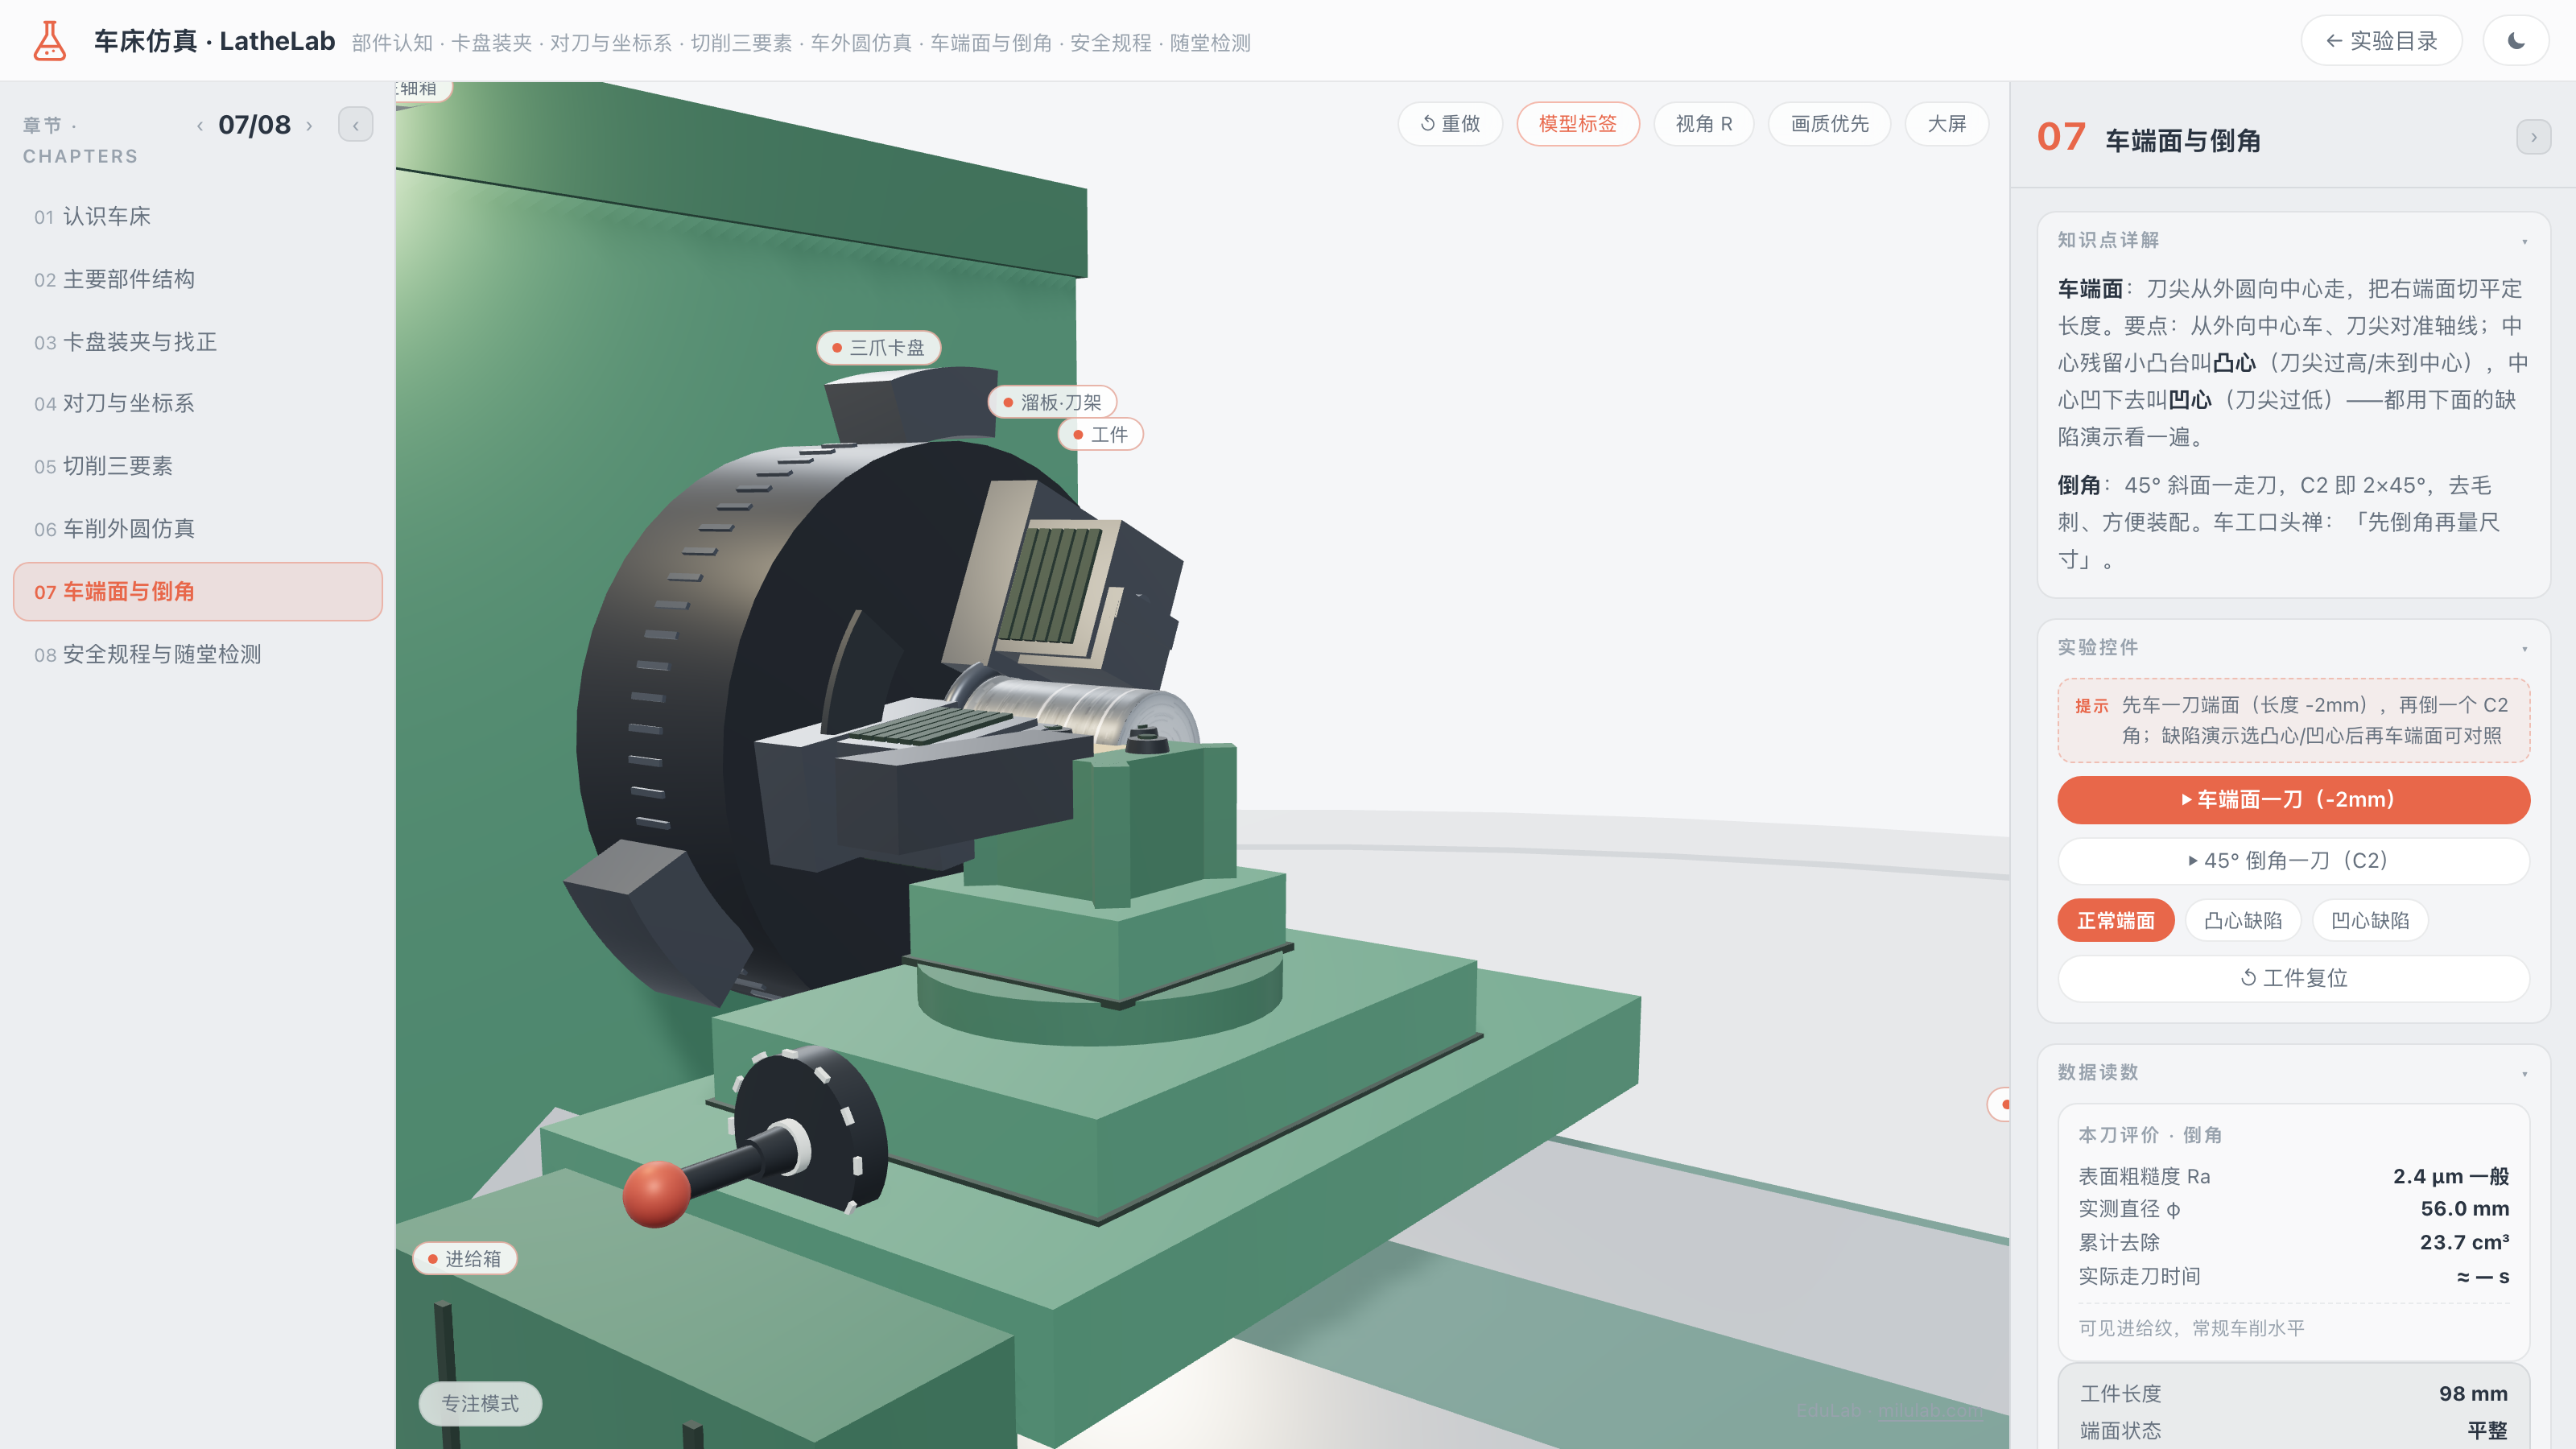 车床仿真 · LatheLab 部件认知 · 卡盘装夹 · 对刀与坐标系 · 切削三要素 · 车外圆仿真 · 车端面与倒角 · 安全规程 · 随堂检测
← 实验目录
章节 ·
CHAPTERS
‹ 07/08 ›
01 认识车床
02 主要部件结构
03 卡盘装夹与找正
04 对刀与坐标系
05 切削三要素
06 车削外圆仿真
07 车端面与倒角
08 安全规程与随堂检测
轴箱
重做
模型标签
视角 R
画质优先
大屏
三爪卡盘
溜板·刀架
工件
进给箱
专注模式
EduLab · milulab.com
07 车端面与倒角
知识点详解
车端面：刀尖从外圆向中心走，把右端面切平定
长度。要点：从外向中心车、刀尖对准轴线；中
心残留小凸台叫凸心（刀尖过高/未到中心），中
心凹下去叫凹心（刀尖过低）——都用下面的缺
陷演示看一遍。
倒角：45° 斜面一走刀，C2 即 2×45°，去毛
刺、方便装配。车工口头禅：「先倒角再量尺
寸」。
实验控件
提示 先车一刀端面（长度 -2mm），再倒一个 C2
角；缺陷演示选凸心/凹心后再车端面可对照
车端面一刀（-2mm）
45° 倒角一刀（C2）
正常端面
凸心缺陷
凹心缺陷
工件复位
数据读数
本刀评价 · 倒角
表面粗糙度 Ra 2.4 μm 一般
实测直径 φ 56.0 mm
累计去除 23.7 cm³
实际走刀时间 ≈ — s
可见进给纹，常规车削水平
工件长度 98 mm
端面状态 平整